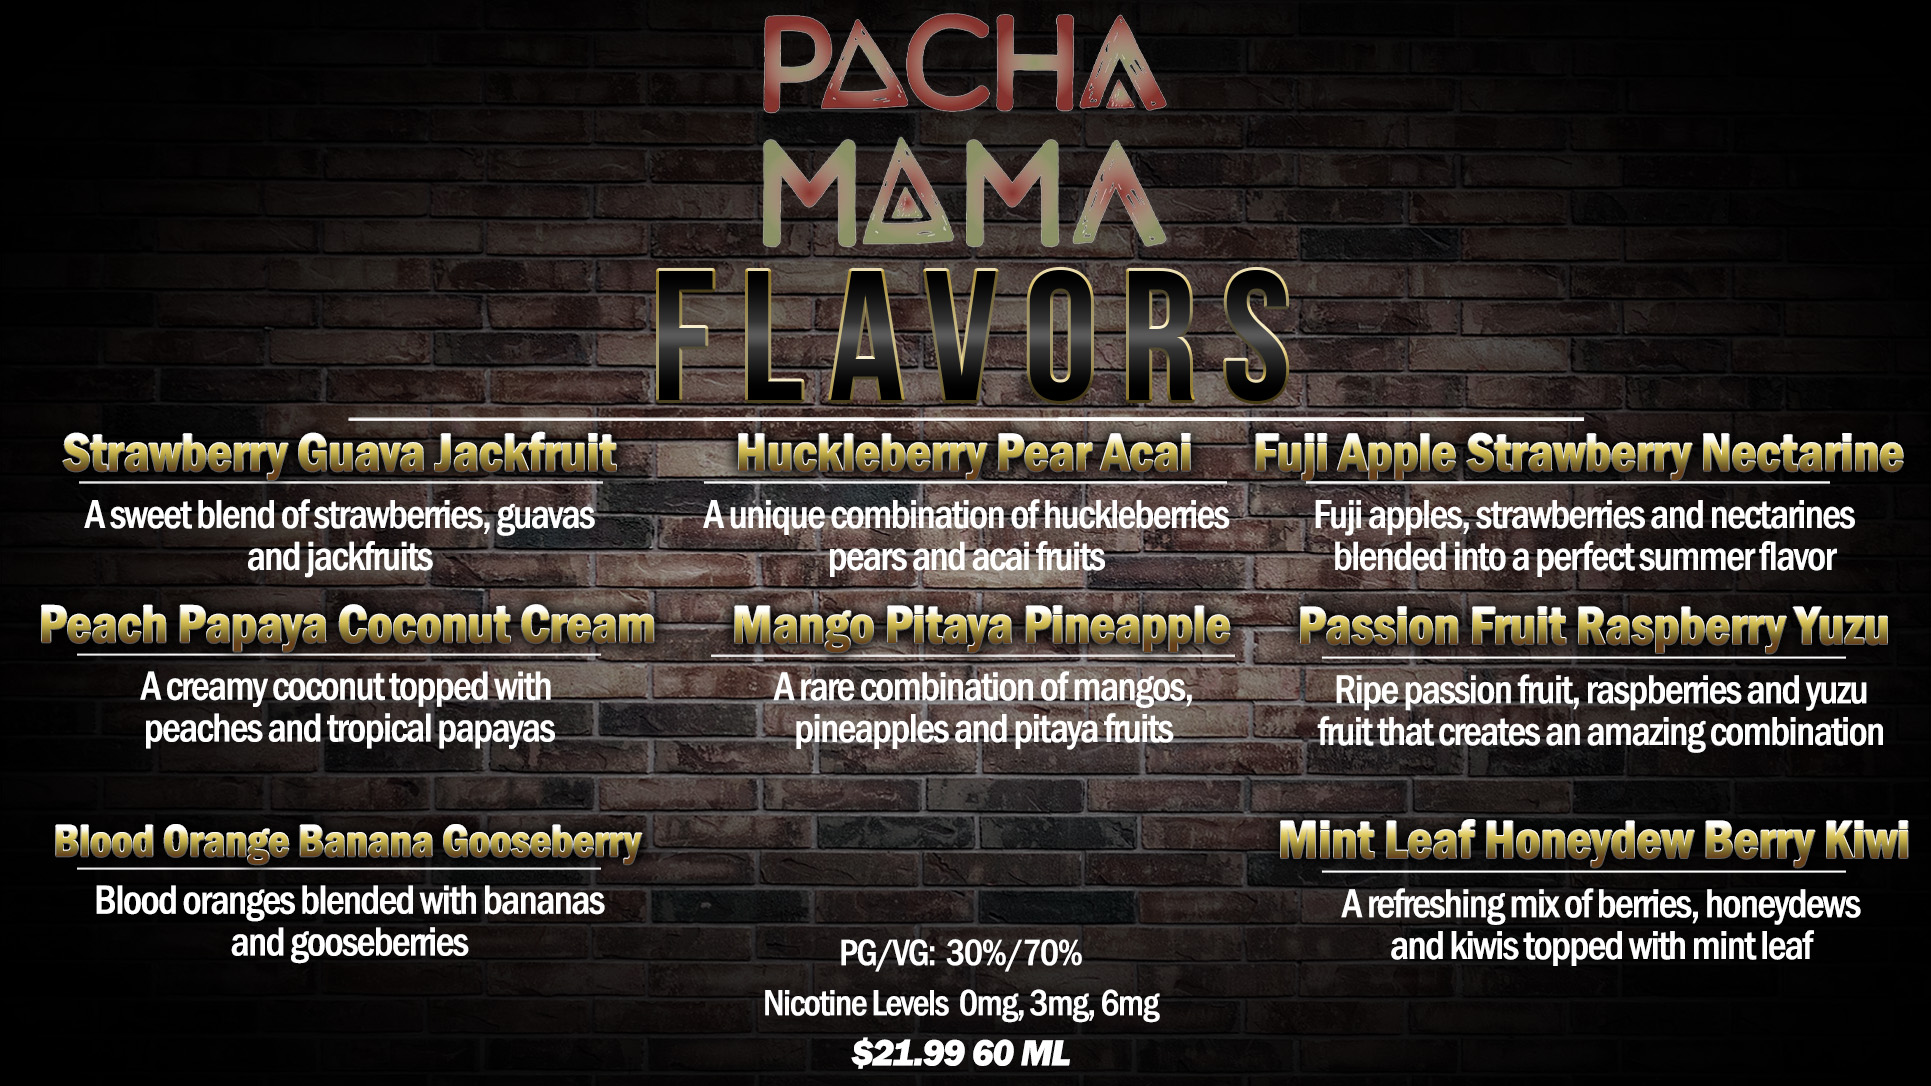 PACHA
MAMA
FLAVORS
Strawberry Guava Jackfruit
A sweet blend of strawberries, guavas
and jackfruits
Huckleberry Pear Acai
A unique combination of huckleberries
pears and acai fruits
Fuji Apple Strawberry Nectarine
Fuji apples, strawberries and nectarines
blended into a perfect summer flavor
Peach Papaya Coconut Cream
A creamy coconut topped with
peaches and tropical papayas
Mango Pitaya Pineapple
A rare combination of mangos,
pineapples and pitaya fruits
Passion Fruit Raspberry Yuzu
Ripe passion fruit, raspberries and yuzu
fruit that creates an amazing combination
Blood Orange Banana Gooseberry
Blood oranges blended with bananas
and gooseberries
Mint Leaf Honeydew Berry Kiwi
A refreshing mix of berries, honeydews
and kiwis topped with mint leaf
PG/VG: 30%/70%
Nicotine Levels 0mg, 3mg, 6mg
$21.99 60 ML